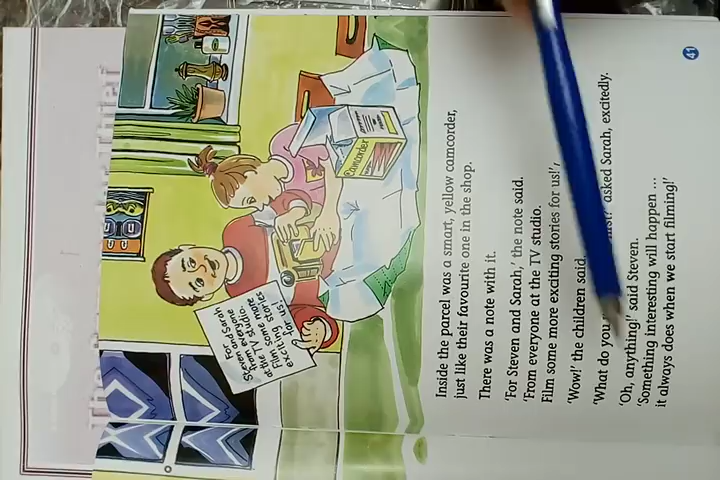 For
Steven and Sarah
from everyone
at the TV studio.
Film some more
exciting stories
for us!
Camcorder
Inside the parcel was a smart, yellow camcorder,
just like their favourite one in the shop.
There was a note with it.
'For Steven and Sarah,' the note said.
'From everyone at the TV studio.
Film some more exciting stories for us!'
'Wow!' the children said.
'What do you asked Sarah, excitedly.
'Oh, anything!' said Steven.
'Something interesting will happen ...
it always does when we start filming!'
41